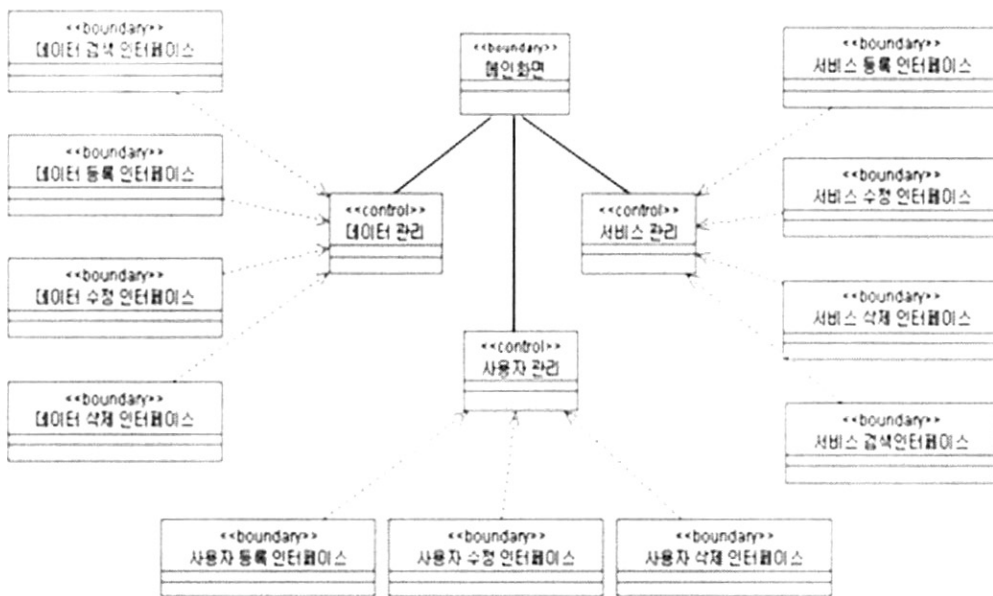 <<boundary>>
데이터 검색 인터페이스
<<boundary>>
데이터 등록 인터페이스
<<boundary>>
데이터 수정 인터페이스
<<boundary>>
데이터 삭제 인터페이스
<<boundary>>
메인화면
<<control>>
데이터 관리
<<control>>
서비스 관리
<<control>>
사용자 관리
<<boundary>>
서비스 등록 인터페이스
<<boundary>>
서비스 수정 인터페이스
<<boundary>>
서비스 삭제 인터페이스
<<boundary>>
서비스 검색인터페이스
<<boundary>>
사용자 등록 인터페이스
<<boundary>>
사용자 수정 인터페이스
<<boundary>>
사용자 삭제 인터페이스